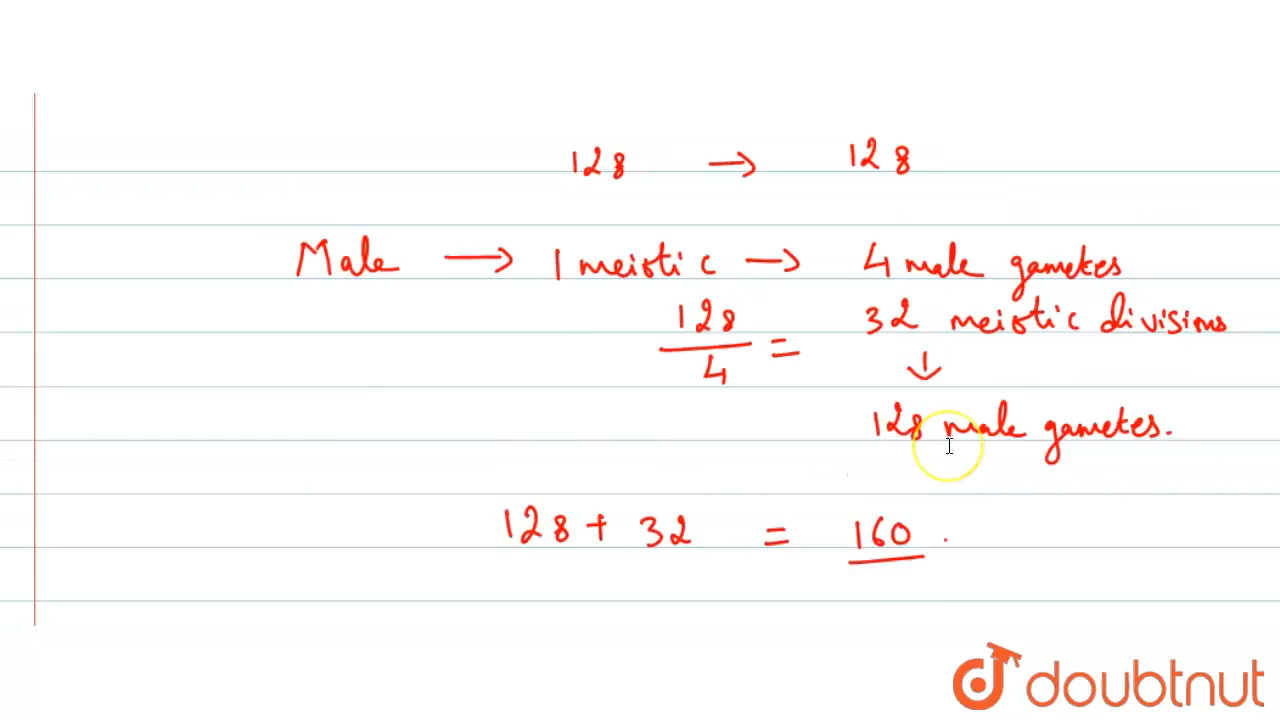 128 → 128
Male → 1 meiotic → 4 male gametes
128/4 = 32 meiotic divisions
↓
128 male gametes.
128 + 32 = 160.
doubtnut